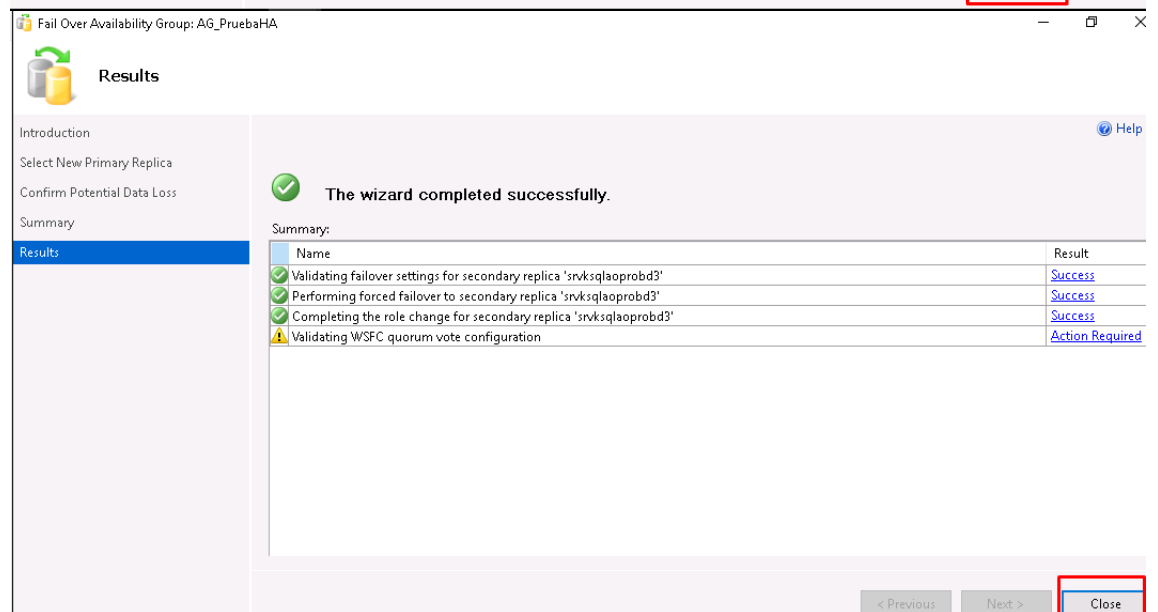 Fail Over Availability Group: AG_PruebaHA
Results
Introduction
Select New Primary Replica
Confirm Potential Data Loss
Summary
Results
Help
The wizard completed successfully.
Summary:
Name Result
Validating failover settings for secondary replica 'srvksqlaoprobd3' Success
Performing forced failover to secondary replica 'srvksqlaoprobd3' Success
Completing the role change for secondary replica 'srvksqlaoprobd3' Success
Validating WSFC quorum vote configuration Action Required
< Previous Next > Close